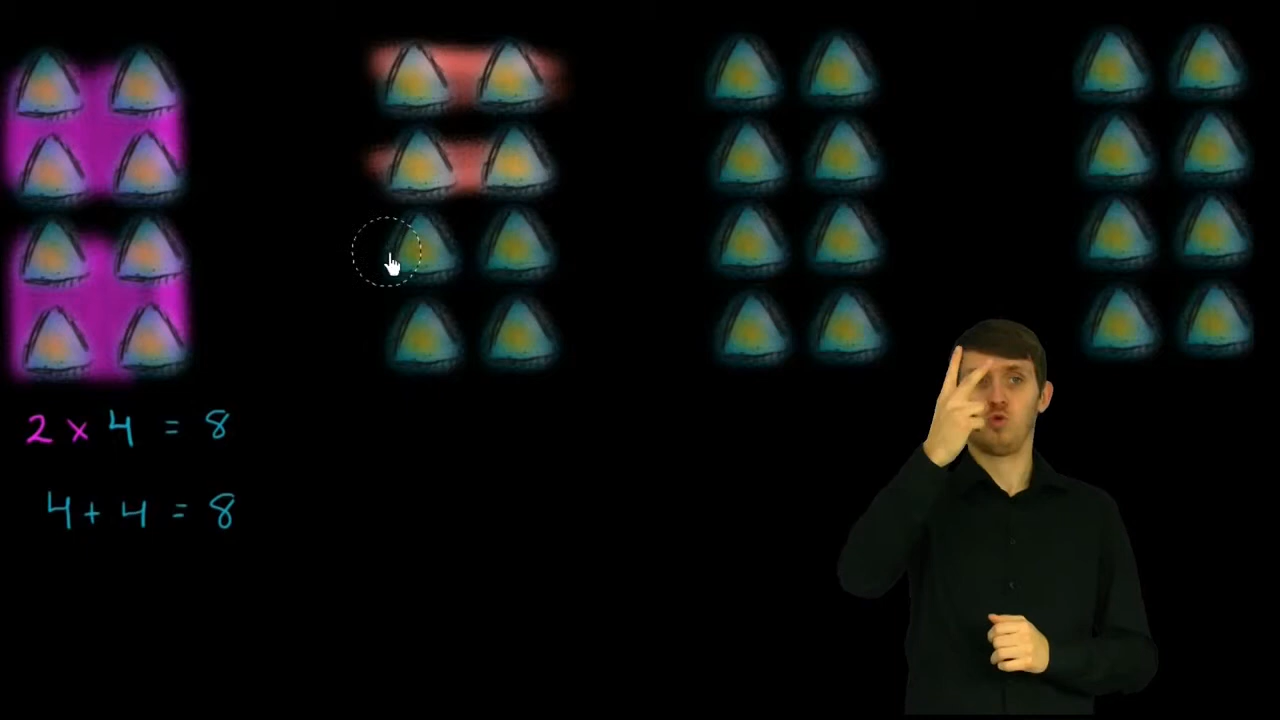 2 x 4 = 8
4 + 4 = 8